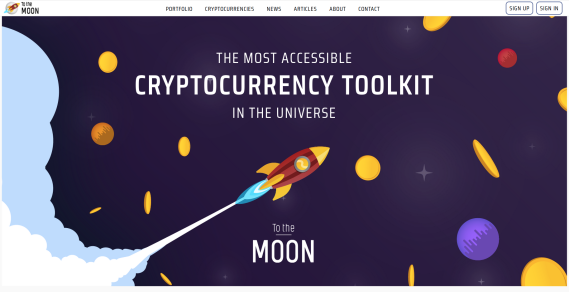 To the
MOON
PORTFOLIO
CRYPTOCURRENCIES
NEWS
ARTICLES
ABOUT
CONTACT
SIGN UP
SIGN IN
THE MOST ACCESSIBLE
CRYPTOCURRENCY TOOLKIT
IN THE UNIVERSE
To the
MOON